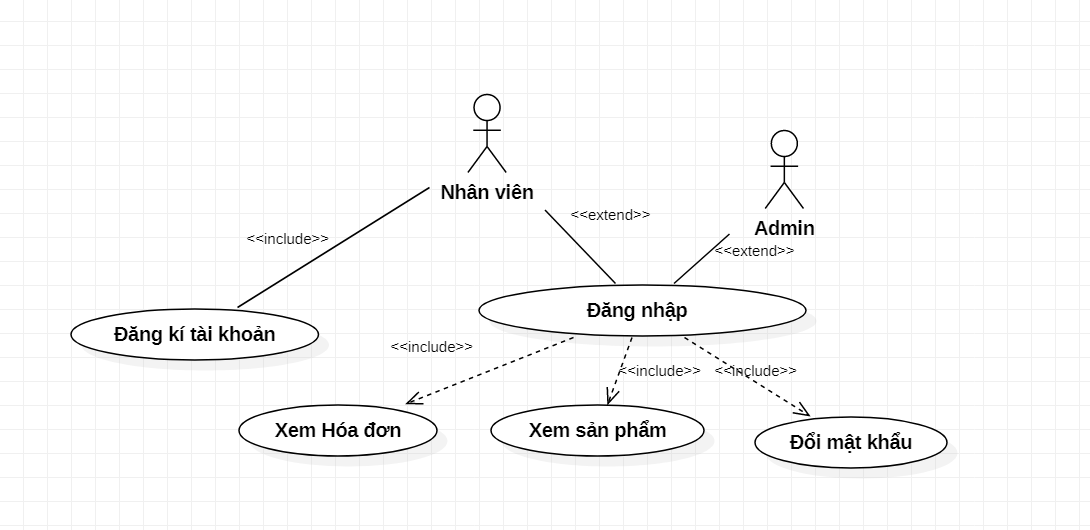 Nhân viên
Admin
<<extend>>
<<include>>
<<extend>>
Đăng nhập
Đăng kí tài khoản
<<include>>
<<include>>
<<include>>
Xem Hóa đơn
Xem sản phẩm
Đổi mật khẩu